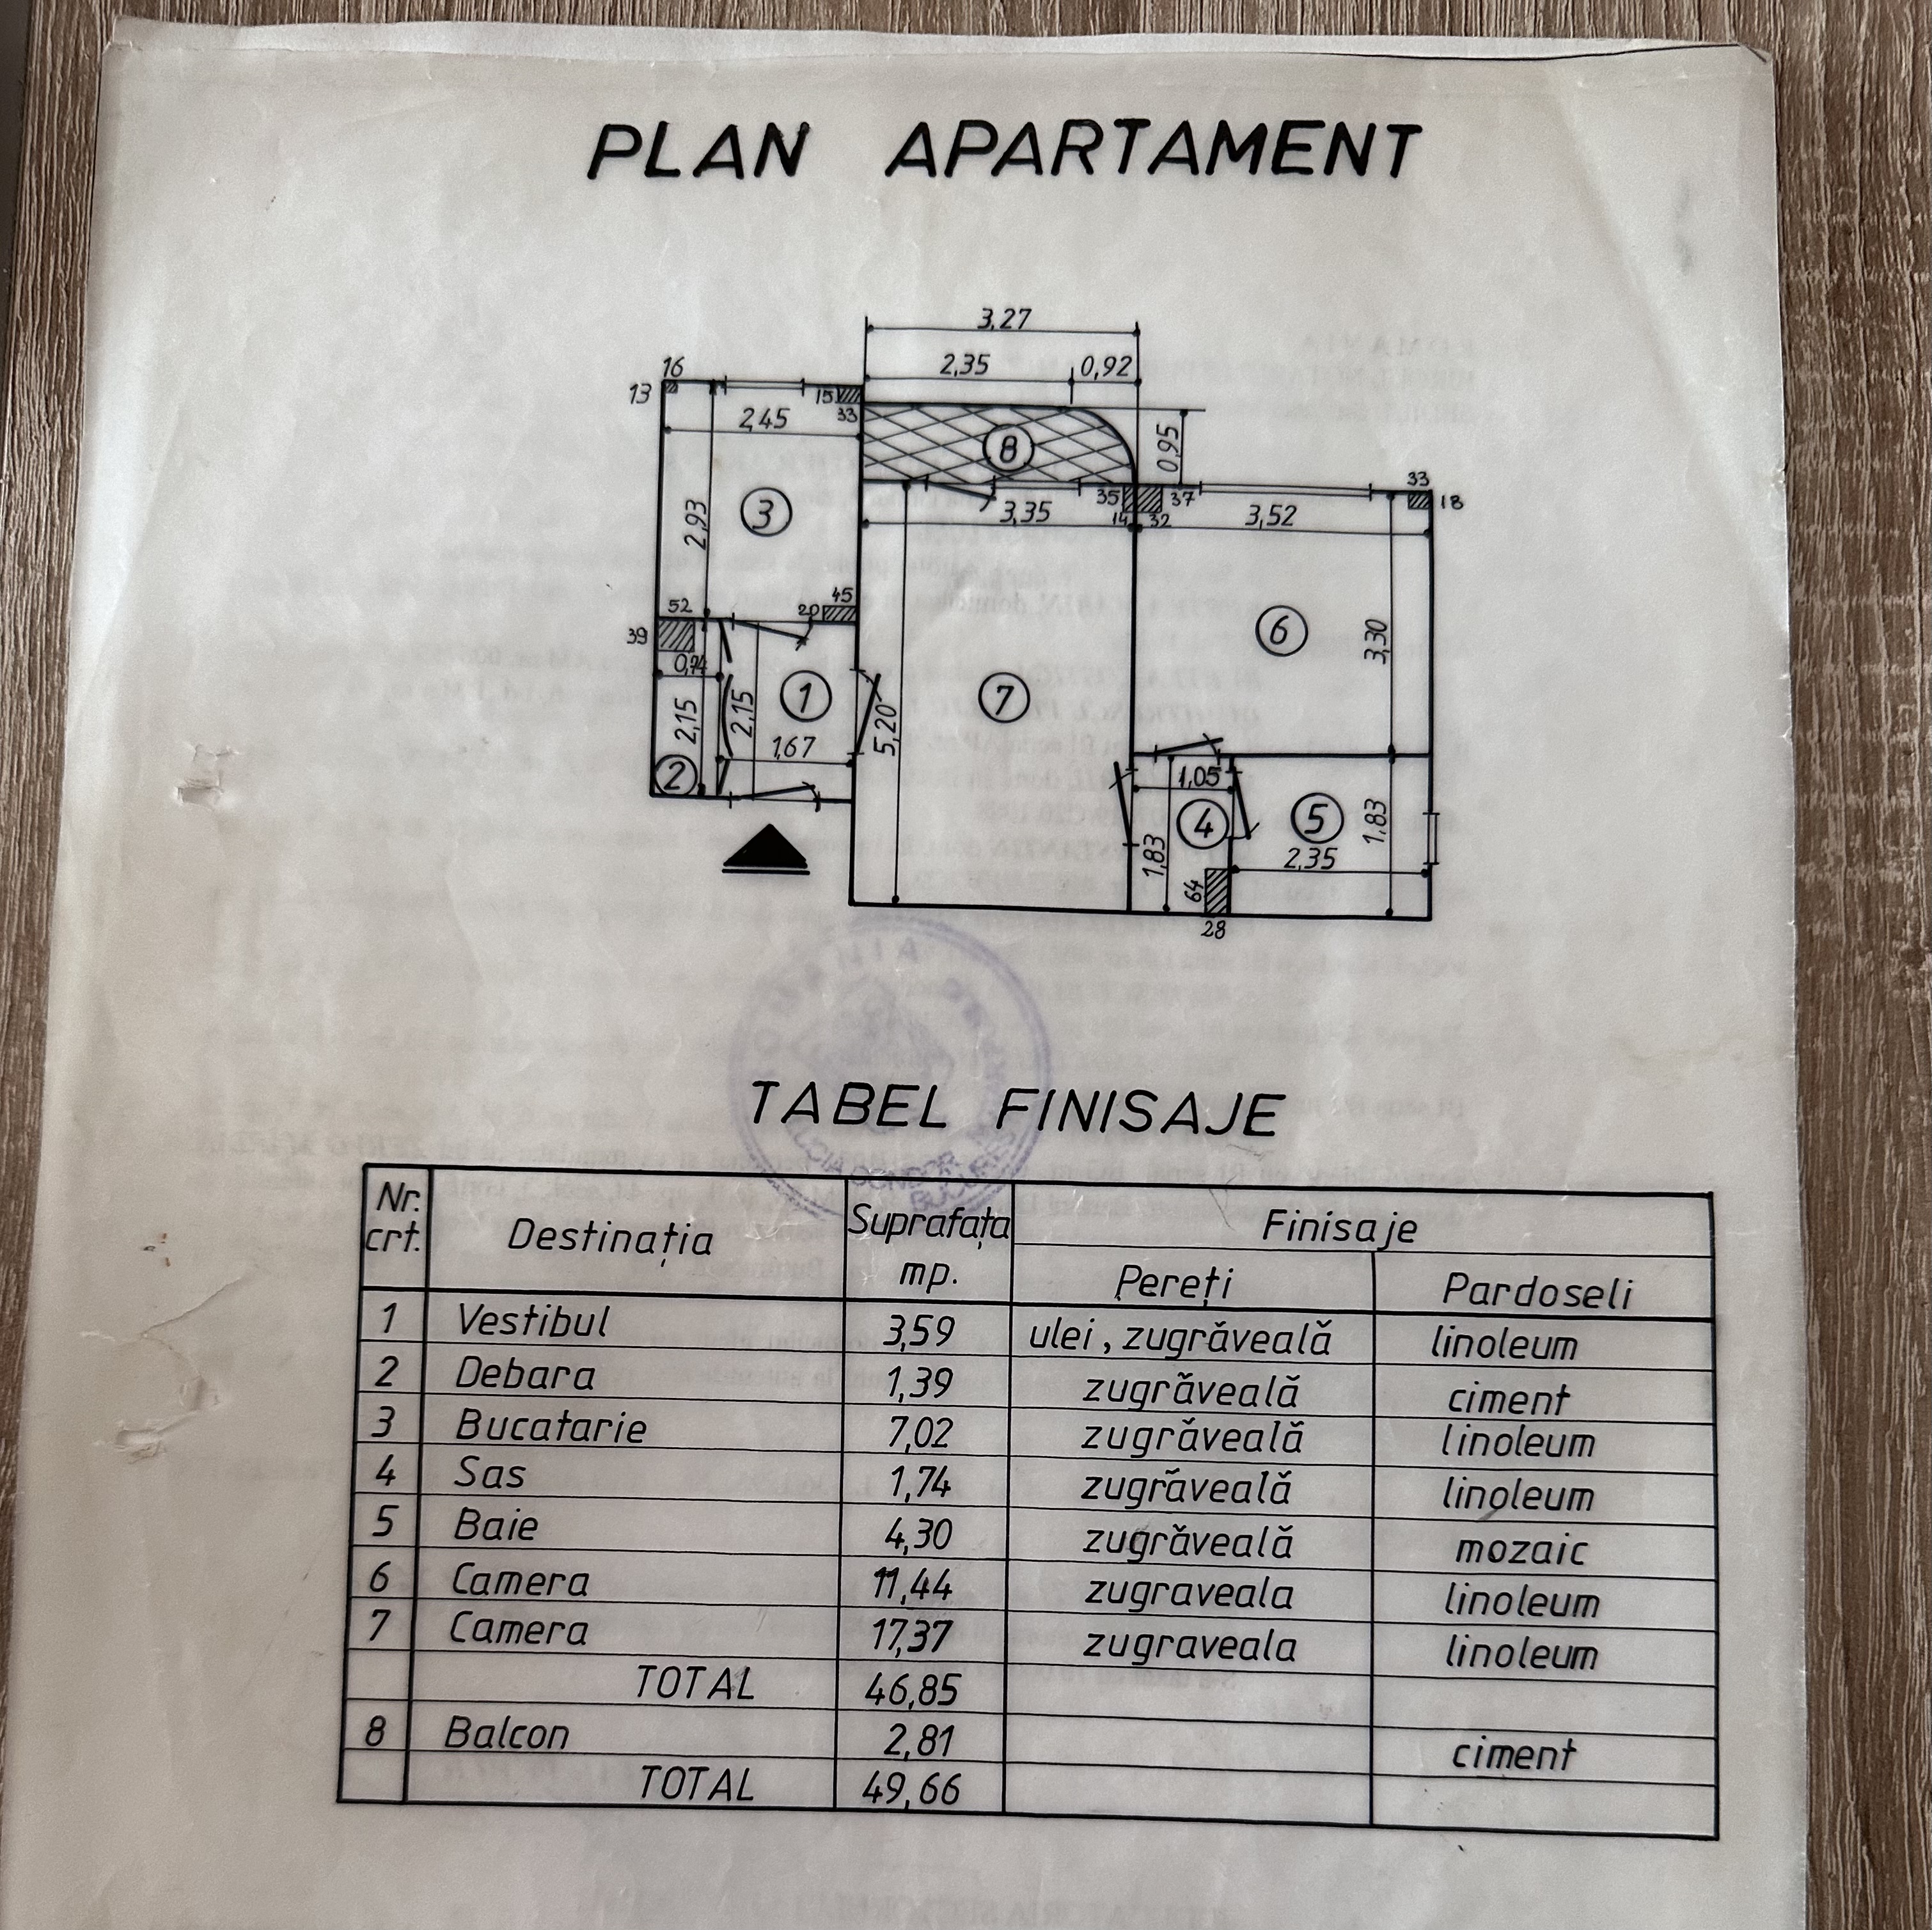 PLAN APARTAMENT
3,27
2,35 0,92
16
13
15
33
2,45
8
0,95
33
18
35 37
14 32
3,35
3,52
2,93
3
52
45
20
39
0,74
6
3,30
2,15
2,15
1
1,67
2
7
5,20
1,05
4
5
1,83
2,35
1,83
64
28
TABEL FINISAJE
Nr. crt. Destinația Suprafața mp. Finisaje
Pereți Pardoseli
1 Vestibul 3,59 ulei, zugrăveală linoleum
2 Debara 1,39 zugrăveală ciment
3 Bucatarie 7,02 zugrăveală linoleum
4 Sas 1,74 zugrăveală linoleum
5 Baie 4,30 zugrăveală mozaic
6 Camera 11,44 zugraveala linoleum
7 Camera 17,37 zugraveala linoleum
TOTAL 46,85
8 Balcon 2,81 ciment
TOTAL 49,66